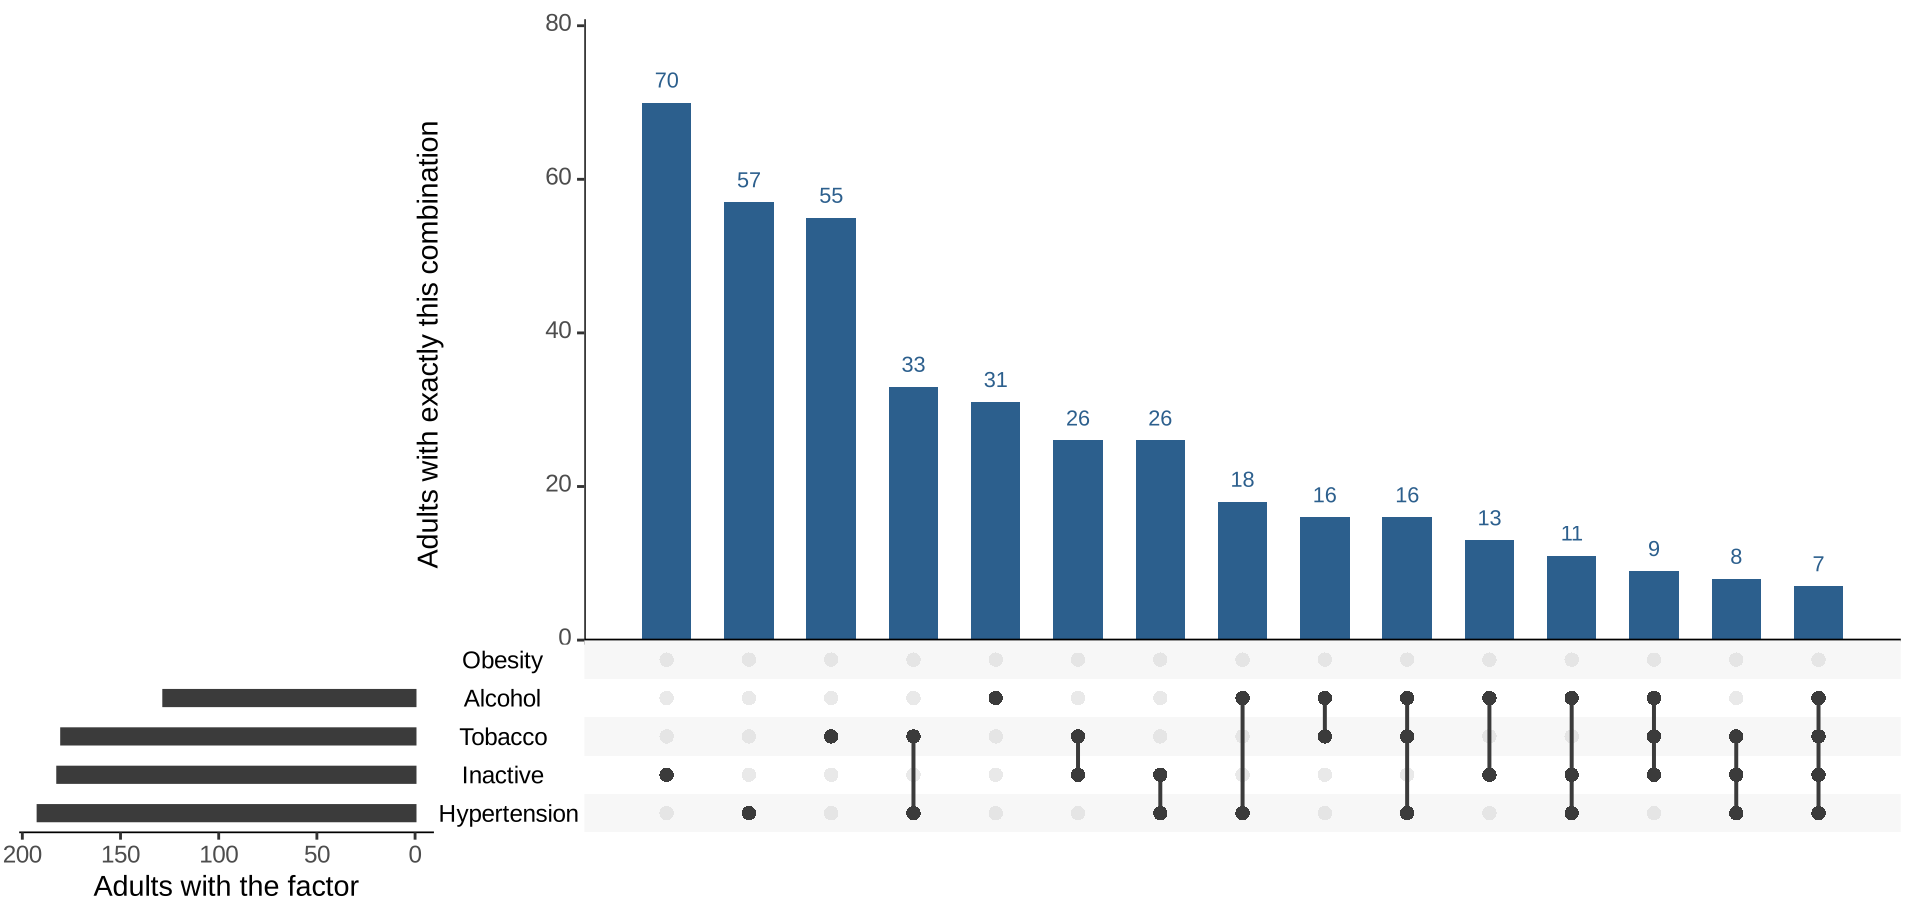 80
60
40
20
0
Adults with exactly this combination
70
57
55
33
31
26
26
18
16
16
13
11
9
8
7
Obesity
Alcohol
Tobacco
Inactive
Hypertension
200 150 100 50 0
Adults with the factor